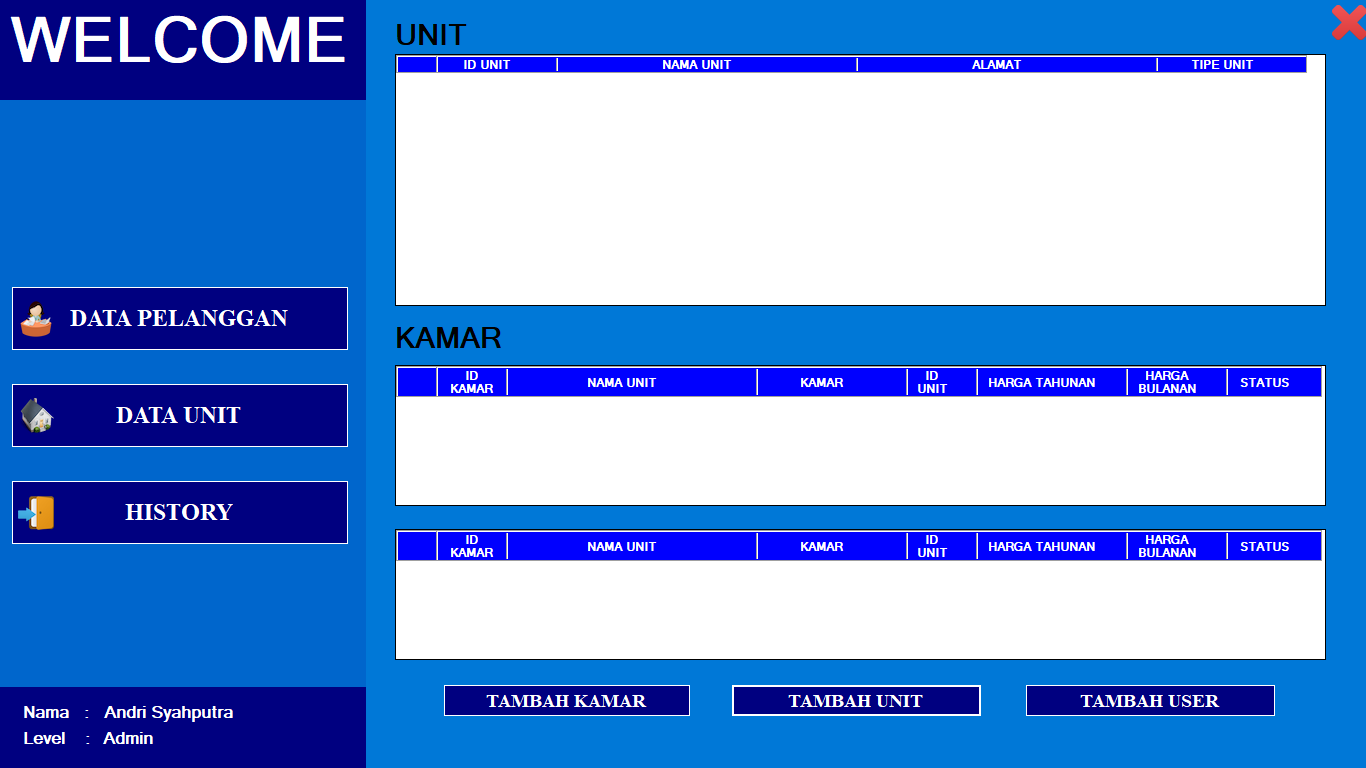 WELCOME
DATA PELANGGAN
DATA UNIT
HISTORY
Nama : Andri Syahputra
Level : Admin
UNIT
ID UNIT NAMA UNIT ALAMAT TIPE UNIT
KAMAR
ID KAMAR NAMA UNIT KAMAR ID UNIT HARGA TAHUNAN HARGA BULANAN STATUS
ID KAMAR NAMA UNIT KAMAR ID UNIT HARGA TAHUNAN HARGA BULANAN STATUS
TAMBAH KAMAR TAMBAH UNIT TAMBAH USER